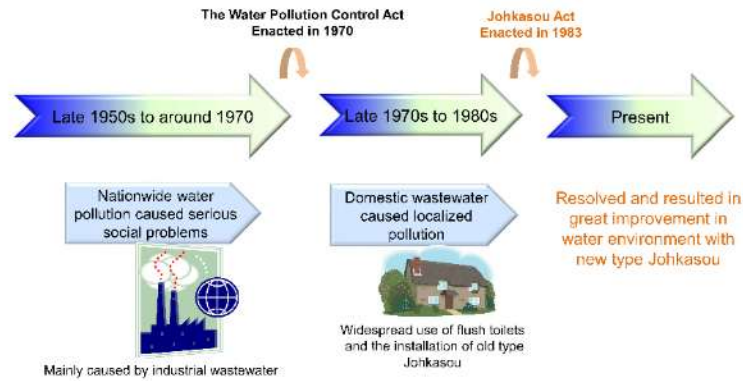 The Water Pollution Control Act
Enacted in 1970
Johkasou Act
Enacted in 1983
Late 1950s to around 1970
Late 1970s to 1980s
Present
Nationwide water
pollution caused serious
social problems
Domestic wastewater
caused localized
pollution
Resolved and resulted in
great improvement in
water environment with
new type Johkasou
Mainly caused by industrial wastewater
Widespread use of flush toilets
and the installation of old type
Johkasou